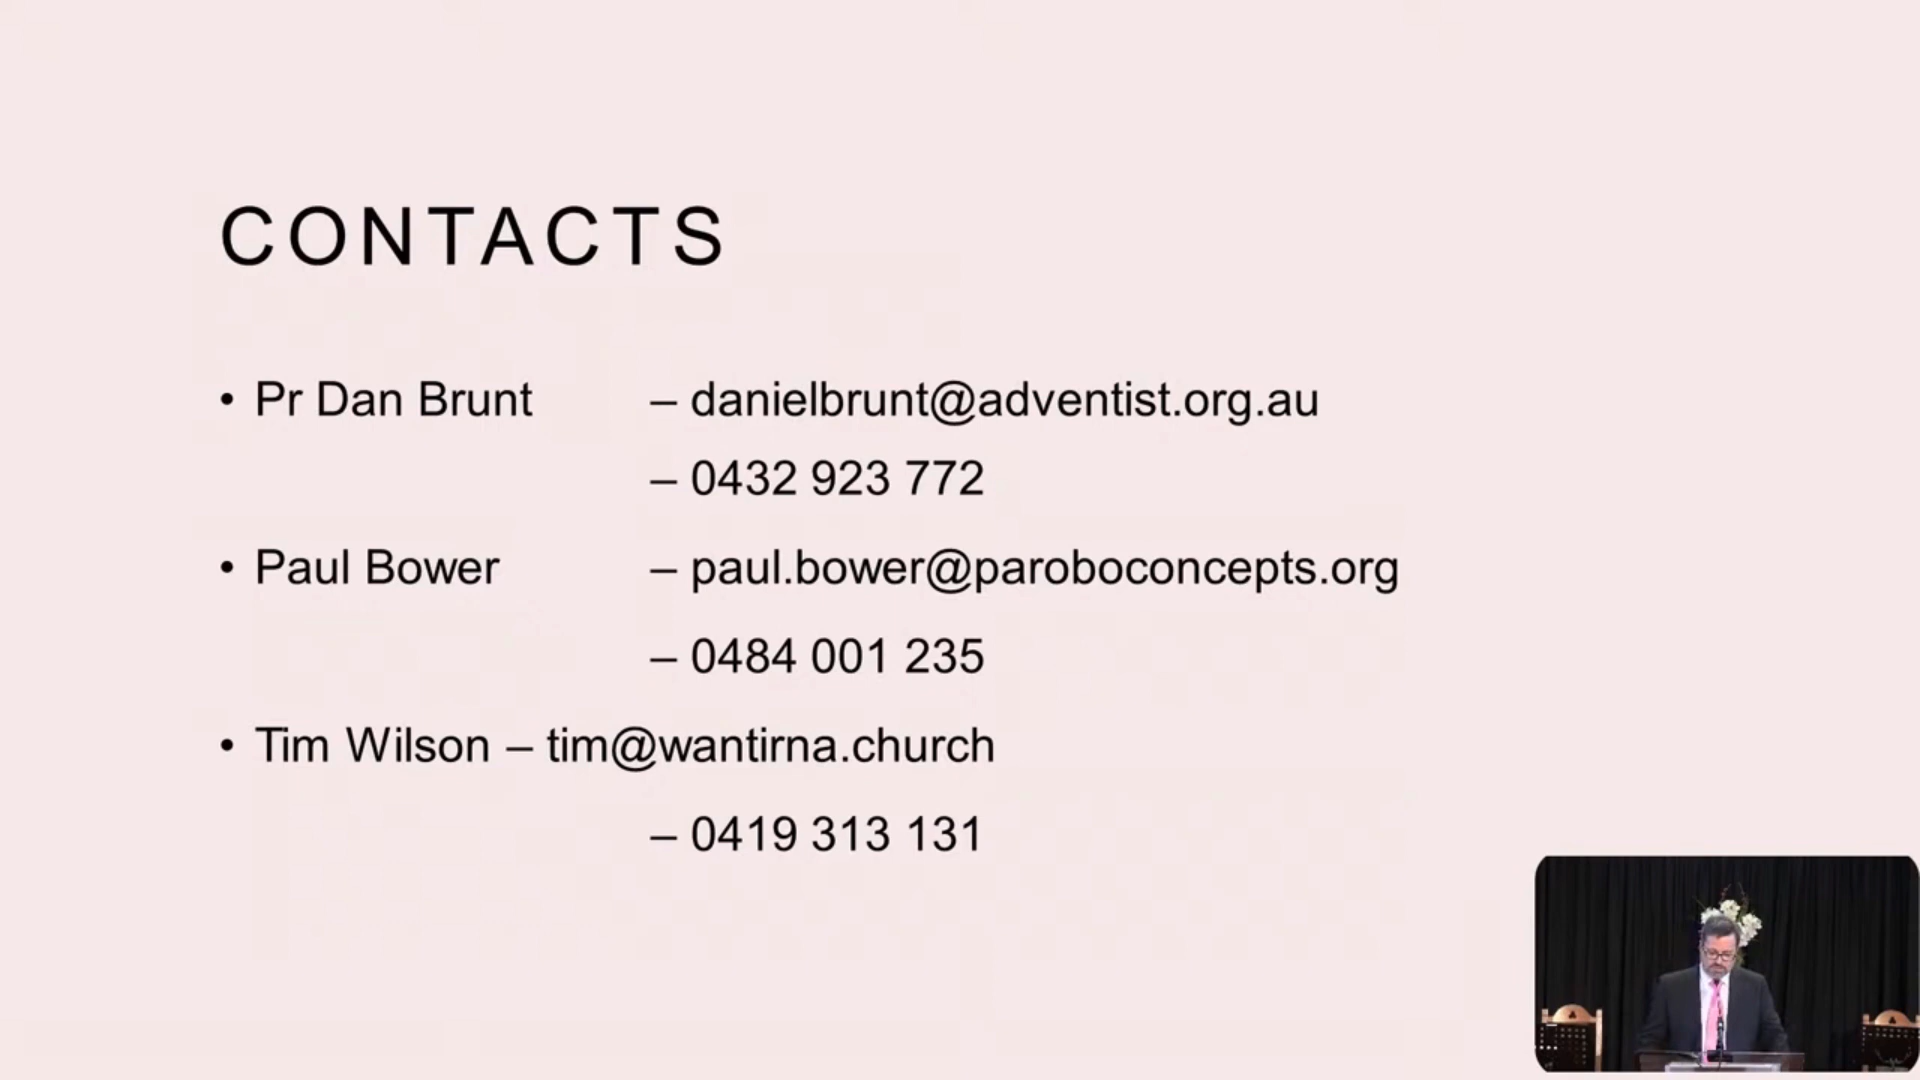 CONTACTS
• Pr Dan Brunt – danielbrunt@adventist.org.au
– 0432 923 772
• Paul Bower – paul.bower@paroboconcepts.org
– 0484 001 235
• Tim Wilson – tim@wantirna.church
– 0419 313 131